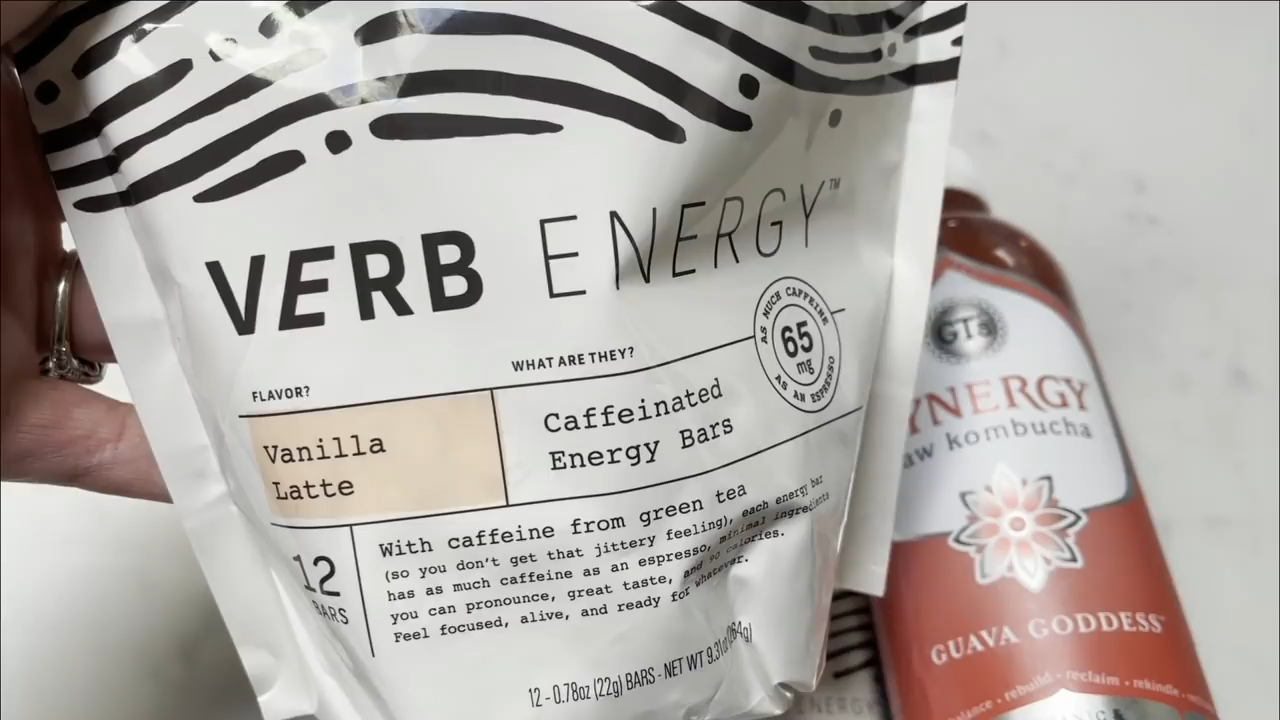 VERB ENERGY™
AS MUCH CAFFEINE
65
mg
AS AN ESPRESSO
FLAVOR?
WHAT ARE THEY?
Vanilla
Latte
Caffeinated
Energy Bars
12
BARS
With caffeine from green tea
(so you don't get that jittery feeling), each energy bar
has as much caffeine as an espresso, minimal ingredients
you can pronounce, great taste, and 90 calories.
Feel focused, alive, and ready for whatever.
12 - 0.78oz (22g) BARS - NET WT 9.31oz (264g)
GT's
YNERGY
aw kombucha
GUAVA GODDESS
alance • rebuild • reclaim • rekindle
ENERGY